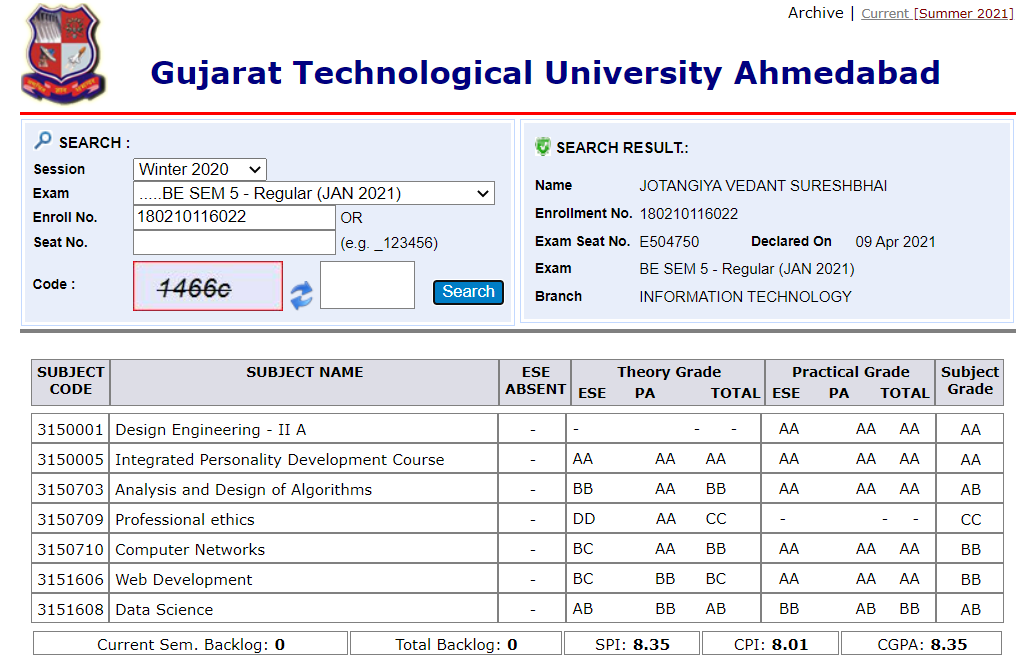 Archive | Current [Summer 2021]
Gujarat Technological University Ahmedabad
SEARCH :
Session Winter 2020
Exam .....BE SEM 5 - Regular (JAN 2021)
Enroll No. 180210116022 OR
Seat No. (e.g. _123456)
Code : 1466c Search
SEARCH RESULT.:
Name JOTANGIYA VEDANT SURESHBHAI
Enrollment No. 180210116022
Exam Seat No. E504750 Declared On 09 Apr 2021
Exam BE SEM 5 - Regular (JAN 2021)
Branch INFORMATION TECHNOLOGY
SUBJECT CODE SUBJECT NAME ESE ABSENT Theory Grade Practical Grade Subject Grade
ESE PA TOTAL ESE PA TOTAL
3150001 Design Engineering - II A - - - - AA AA AA AA
3150005 Integrated Personality Development Course - AA AA AA AA AA AA AA
3150703 Analysis and Design of Algorithms - BB AA BB AA AA AA AB
3150709 Professional ethics - DD AA CC - - - CC
3150710 Computer Networks - BC AA BB AA AA AA BB
3151606 Web Development - BC BB BC AA AA AA BB
3151608 Data Science - AB BB AB BB AB BB AB
Current Sem. Backlog: 0 Total Backlog: 0 SPI: 8.35 CPI: 8.01 CGPA: 8.35